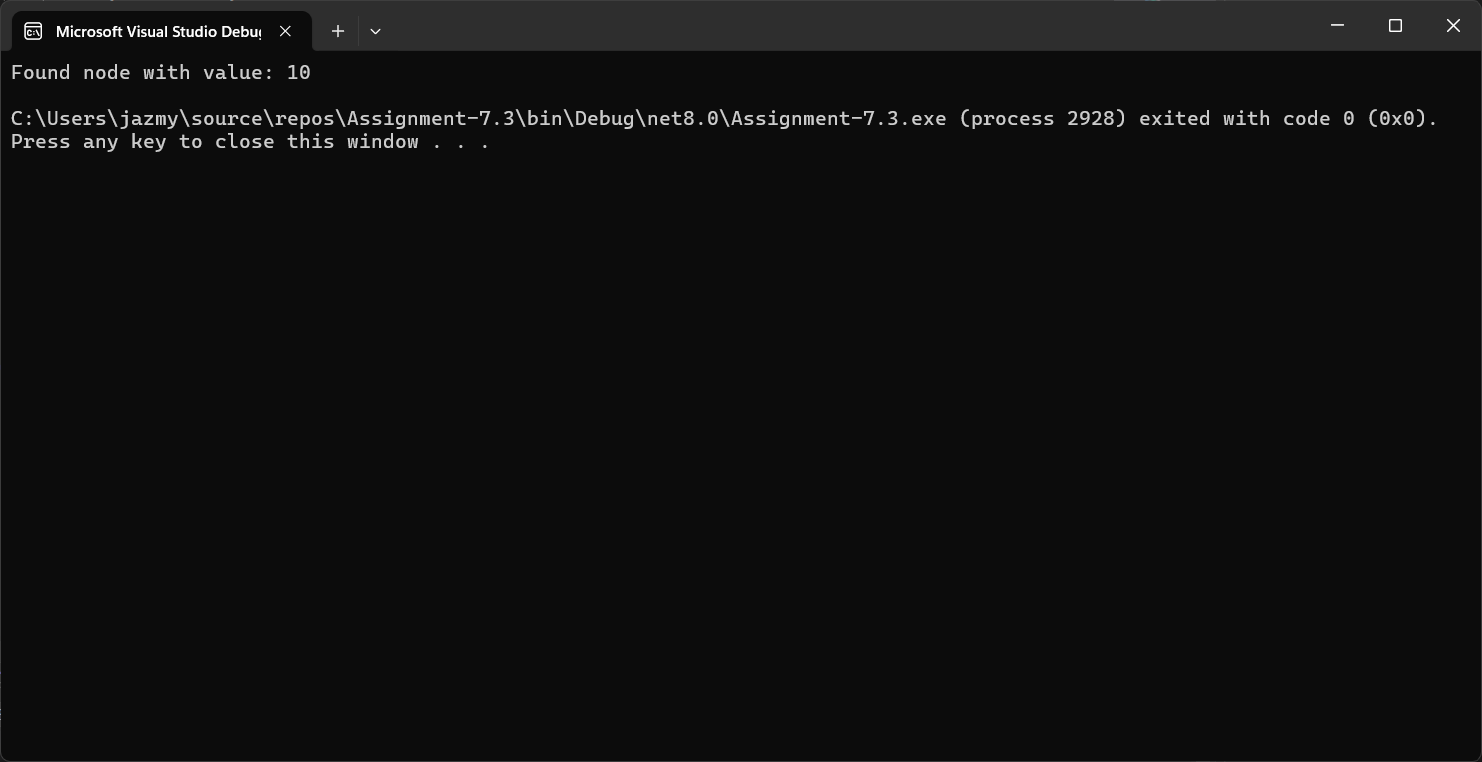 Microsoft Visual Studio Debug
Found node with value: 10
C:\Users\jazmy\source\repos\Assignment-7.3\bin\Debug\net8.0\Assignment-7.3.exe (process 2928) exited with code 0 (0x0).
Press any key to close this window . . .